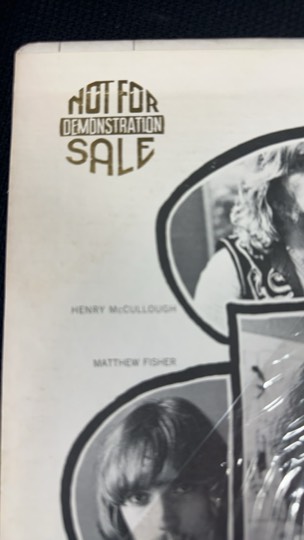 NOT FOR
DEMONSTRATION
SALE
HENRY McCULLOUGH
MATTHEW FISHER